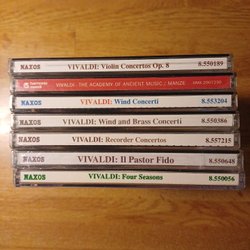 NAXOS VIVALDI: Violin Concertos Op. 8 8.550189
VIVALDI · THE ACADEMY OF ANCIENT MUSIC / MANZE
NAXOS VIVALDI: Wind Concerti 8.553204
NAXOS VIVALDI: Wind and Brass Concerti 8.550386
NAXOS VIVALDI: Recorder Concertos 8.557215
NAXOS VIVALDI: Il Pastor Fido 8.550648
NAXOS VIVALDI: Four Seasons 8.550056